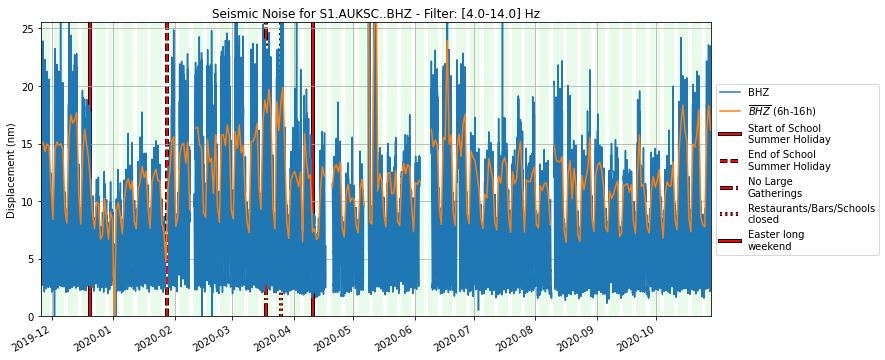 Seismic Noise for S1.AUKSC..BHZ - Filter: [4.0-14.0] Hz
Displacement (nm)
25
20
15
10
5
0
2019-12
2020-01
2020-02
2020-03
2020-04
2020-05
2020-06
2020-07
2020-08
2020-09
2020-10
BHZ
BHZ (6h-16h)
Start of School
Summer Holiday
End of School
Summer Holiday
No Large
Gatherings
Restaurants/Bars/Schools
closed
Easter long
weekend